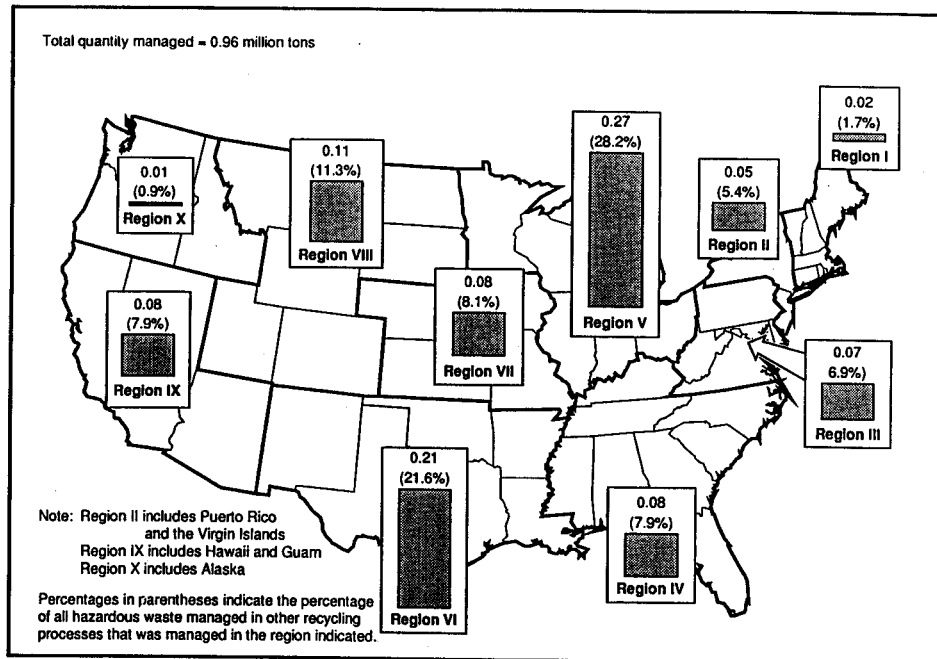 Total quantity managed = 0.96 million tons
0.02
(1.7%)
Region I
0.27
(28.2%)
Region V
0.11
(11.3%)
Region VIII
0.05
(5.4%)
Region II
0.01
(0.9%)
Region X
0.08
(8.1%)
Region VII
0.08
(7.9%)
Region IX
0.07
6.9%)
Region III
0.21
(21.6%)
Region VI
0.08
(7.9%)
Region IV
Note: Region II includes Puerto Rico
and the Virgin Islands
Region IX includes Hawaii and Guam
Region X includes Alaska
Percentages in parentheses indicate the percentage
of all hazardous waste managed in other recycling
processes that was managed in the region indicated.